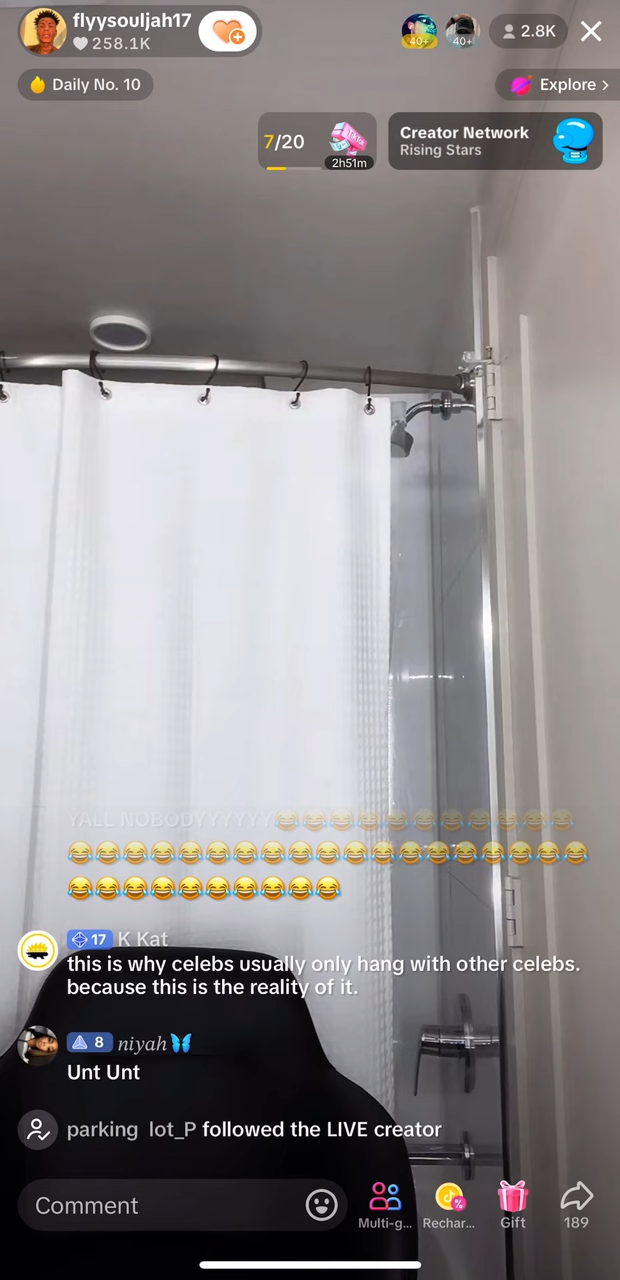 flyysouljah17
258.1K
40+
40+
2.8K
Daily No. 10
Explore >
7/20
2h51m
Creator Network
Rising Stars
YALL NOBODYYYYYY😂😂😂😂😂😂😂😂😂😂😂
😂😂😂😂😂😂😂😂😂😂😂😂😂😂😂😂😂😂😂
😂😂😂😂😂😂😂😂😂😂
17 K Kat
this is why celebs usually only hang with other celebs.
because this is the reality of it.
8 niyah🦋
Unt Unt
parking lot_P followed the LIVE creator
Comment
Multi-g...
Rechar...
Gift
189